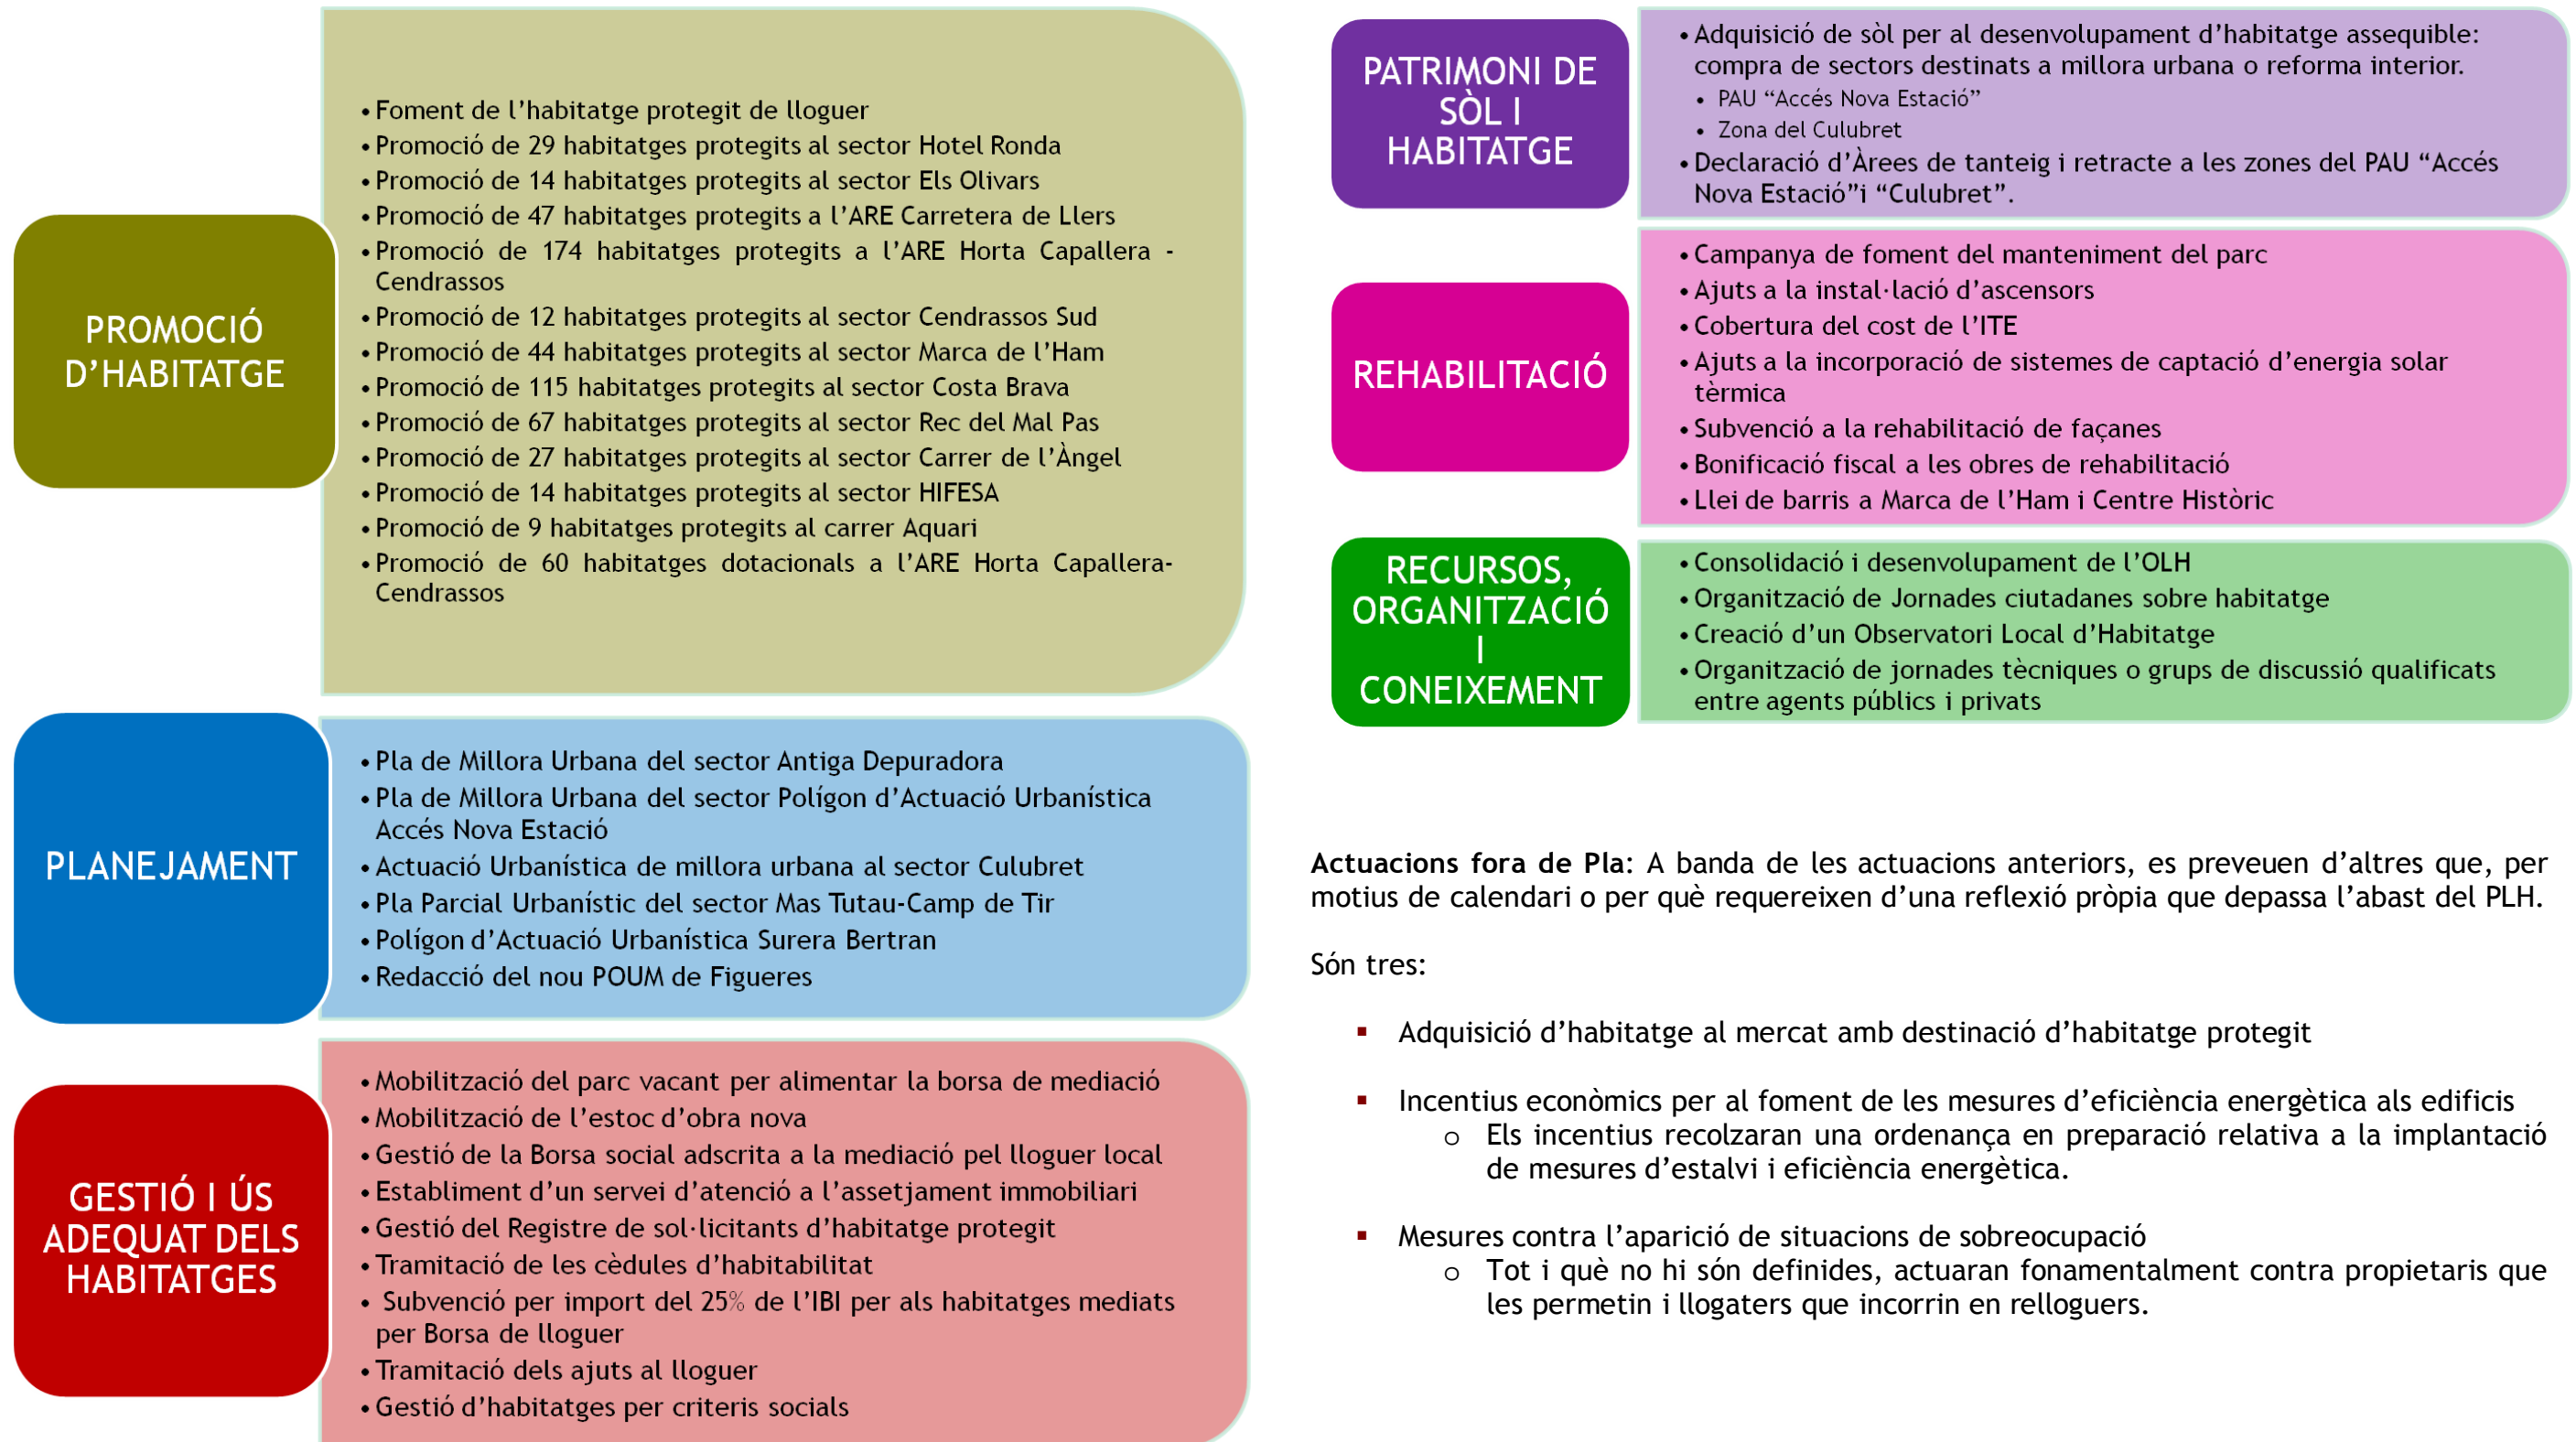 PROMOCIÓ
D’HABITATGE
• Foment de l’habitatge protegit de lloguer
• Promoció de 29 habitatges protegits al sector Hotel Ronda
• Promoció de 14 habitatges protegits al sector Els Olivars
• Promoció de 47 habitatges protegits a l’ARE Carretera de Llers
• Promoció de 174 habitatges protegits a l’ARE Horta Capallera -
Cendrassos
• Promoció de 12 habitatges protegits al sector Cendrassos Sud
• Promoció de 44 habitatges protegits al sector Marca de l’Ham
• Promoció de 115 habitatges protegits al sector Costa Brava
• Promoció de 67 habitatges protegits al sector Rec del Mal Pas
• Promoció de 27 habitatges protegits al sector Carrer de l’Àngel
• Promoció de 14 habitatges protegits al sector HIFESA
• Promoció de 9 habitatges protegits al carrer Aquari
• Promoció de 60 habitatges dotacionals a l’ARE Horta Capallera-
Cendrassos
PLANEJAMENT
• Pla de Millora Urbana del sector Antiga Depuradora
• Pla de Millora Urbana del sector Polígon d’Actuació Urbanística
Accés Nova Estació
• Actuació Urbanística de millora urbana al sector Culubret
• Pla Parcial Urbanístic del sector Mas Tutau-Camp de Tir
• Polígon d’Actuació Urbanística Surera Bertran
• Redacció del nou POUM de Figueres
GESTIÓ I ÚS
ADEQUAT DELS
HABITATGES
• Mobilització del parc vacant per alimentar la borsa de mediació
• Mobilització de l’estoc d’obra nova
• Gestió de la Borsa social adscrita a la mediació pel lloguer local
• Establiment d’un servei d’atenció a l’assetjament immobiliari
• Gestió del Registre de sol·licitants d’habitatge protegit
• Tramitació de les cèdules d’habitabilitat
• Subvenció per import del 25% de l’IBI per als habitatges mediats
per Borsa de lloguer
• Tramitació dels ajuts al lloguer
• Gestió d’habitatges per criteris socials
PATRIMONI DE
SÒL I
HABITATGE
• Adquisició de sòl per al desenvolupament d’habitatge assequible:
compra de sectors destinats a millora urbana o reforma interior.
• PAU “Accés Nova Estació”
• Zona del Culubret
• Declaració d’Àrees de tanteig i retracte a les zones del PAU “Accés
Nova Estació”i “Culubret”.
REHABILITACIÓ
• Campanya de foment del manteniment del parc
• Ajuts a la instal·lació d’ascensors
• Cobertura del cost de l’ITE
• Ajuts a la incorporació de sistemes de captació d’energia solar
tèrmica
• Subvenció a la rehabilitació de façanes
• Bonificació fiscal a les obres de rehabilitació
• Llei de barris a Marca de l’Ham i Centre Històric
RECURSOS,
ORGANITZACIÓ
I
CONEIXEMENT
• Consolidació i desenvolupament de l’OLH
• Organització de Jornades ciutadanes sobre habitatge
• Creació d’un Observatori Local d’Habitatge
• Organització de jornades tècniques o grups de discussió qualificats
entre agents públics i privats
Actuacions fora de Pla: A banda de les actuacions anteriors, es preveuen d’altres que, per
motius de calendari o per què requereixen d’una reflexió pròpia que depassa l’abast del PLH.
Són tres:
▪ Adquisició d’habitatge al mercat amb destinació d’habitatge protegit
▪ Incentius econòmics per al foment de les mesures d’eficiència energètica als edificis
o Els incentius recolzaran una ordenança en preparació relativa a la implantació
de mesures d’estalvi i eficiència energètica.
▪ Mesures contra l’aparició de situacions de sobreocupació
o Tot i què no hi són definides, actuaran fonamentalment contra propietaris que
les permetin i llogaters que incorrin en relloguers.